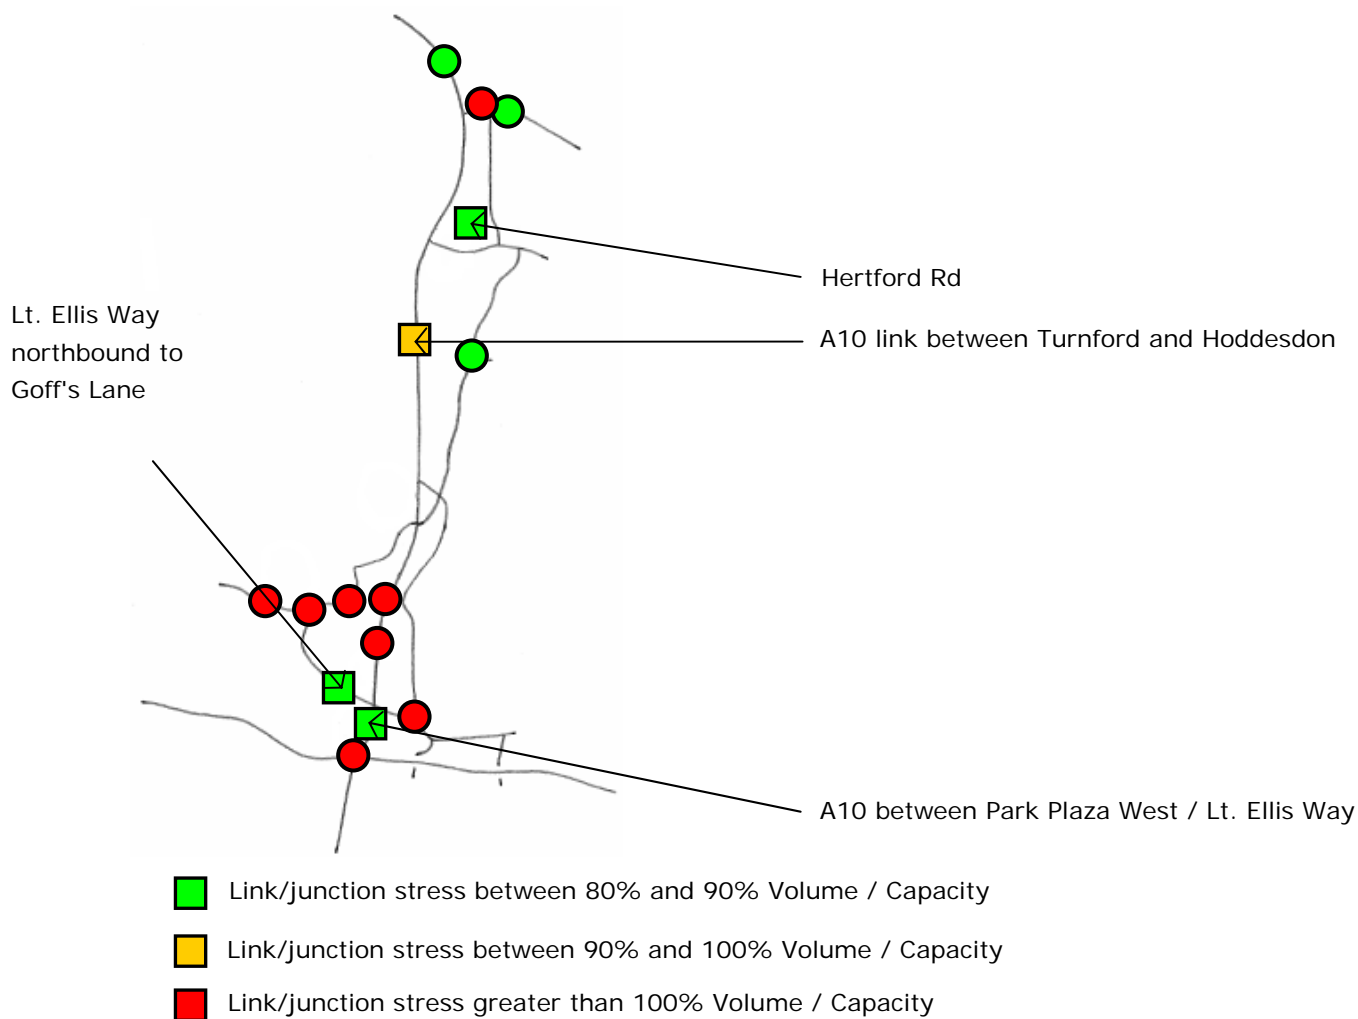 Hertford Rd
Lt. Ellis Way
northbound to
Goff's Lane
A10 link between Turnford and Hoddesdon
A10 between Park Plaza West / Lt. Ellis Way
Link/junction stress between 80% and 90% Volume / Capacity
Link/junction stress between 90% and 100% Volume / Capacity
Link/junction stress greater than 100% Volume / Capacity